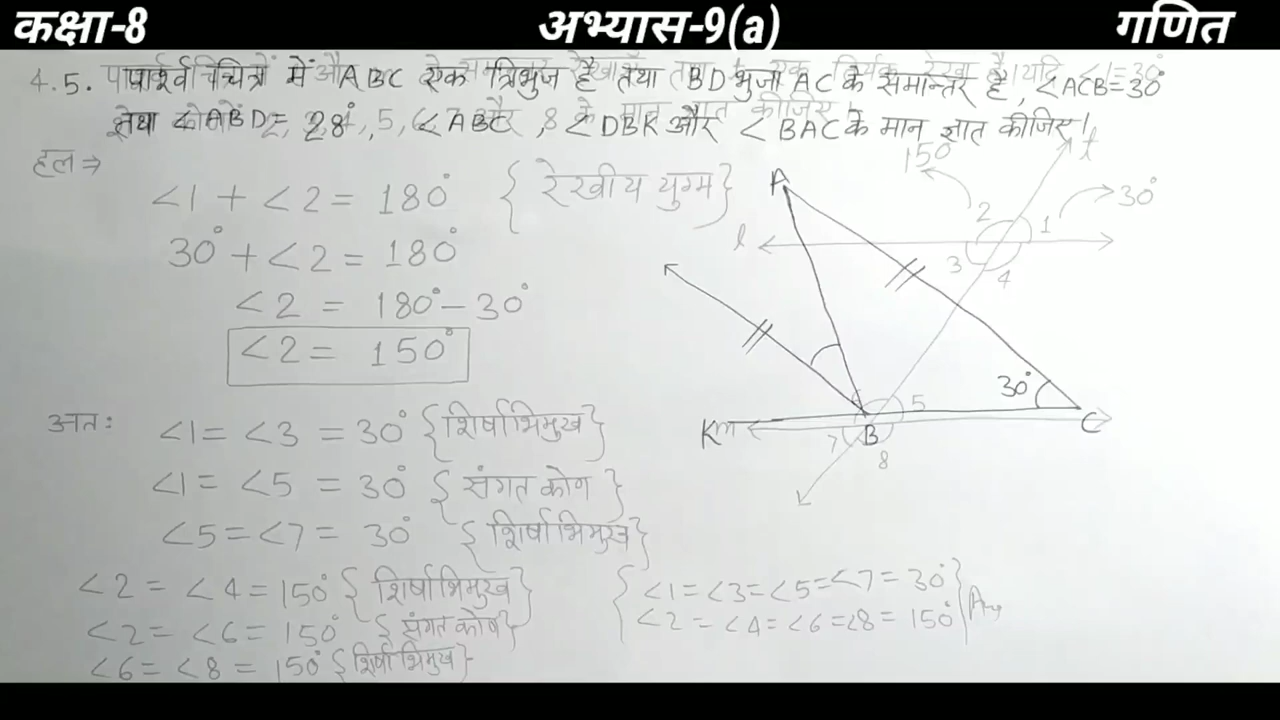 कक्षा-8 अभ्यास-9(a) गणित
5. पार्श्व चित्र में ABC एक त्रिभुज है तथा BD भुजा AC के समान्तर है, ∠ACB=30°
तथा ∠ABD= 28°, ∠ABC, ∠DBK और ∠BAC के मान ज्ञात कीजिए।
हल ⇒
∠1 + ∠2 = 180° { रेखीय युग्म }
30° + ∠2 = 180°
∠2 = 180° - 30°
∠2 = 150°
अतः ∠1 = ∠3 = 30° { शिर्षाभिमुख }
∠1 = ∠5 = 30° { संगत कोण }
∠5 = ∠7 = 30° { शिर्षाभिमुख }
∠2 = ∠4 = 150° { शिर्षाभिमुख }
∠2 = ∠6 = 150° { संगत कोण }
∠6 = ∠8 = 150° { शिर्षाभिमुख }
{ ∠1 = ∠3 = ∠5 = ∠7 = 30° }
{ ∠2 = ∠4 = ∠6 = ∠8 = 150° } Ans
150° t
A 2 1 30°
l 3 4
30°
K m 5 C
7 B
8